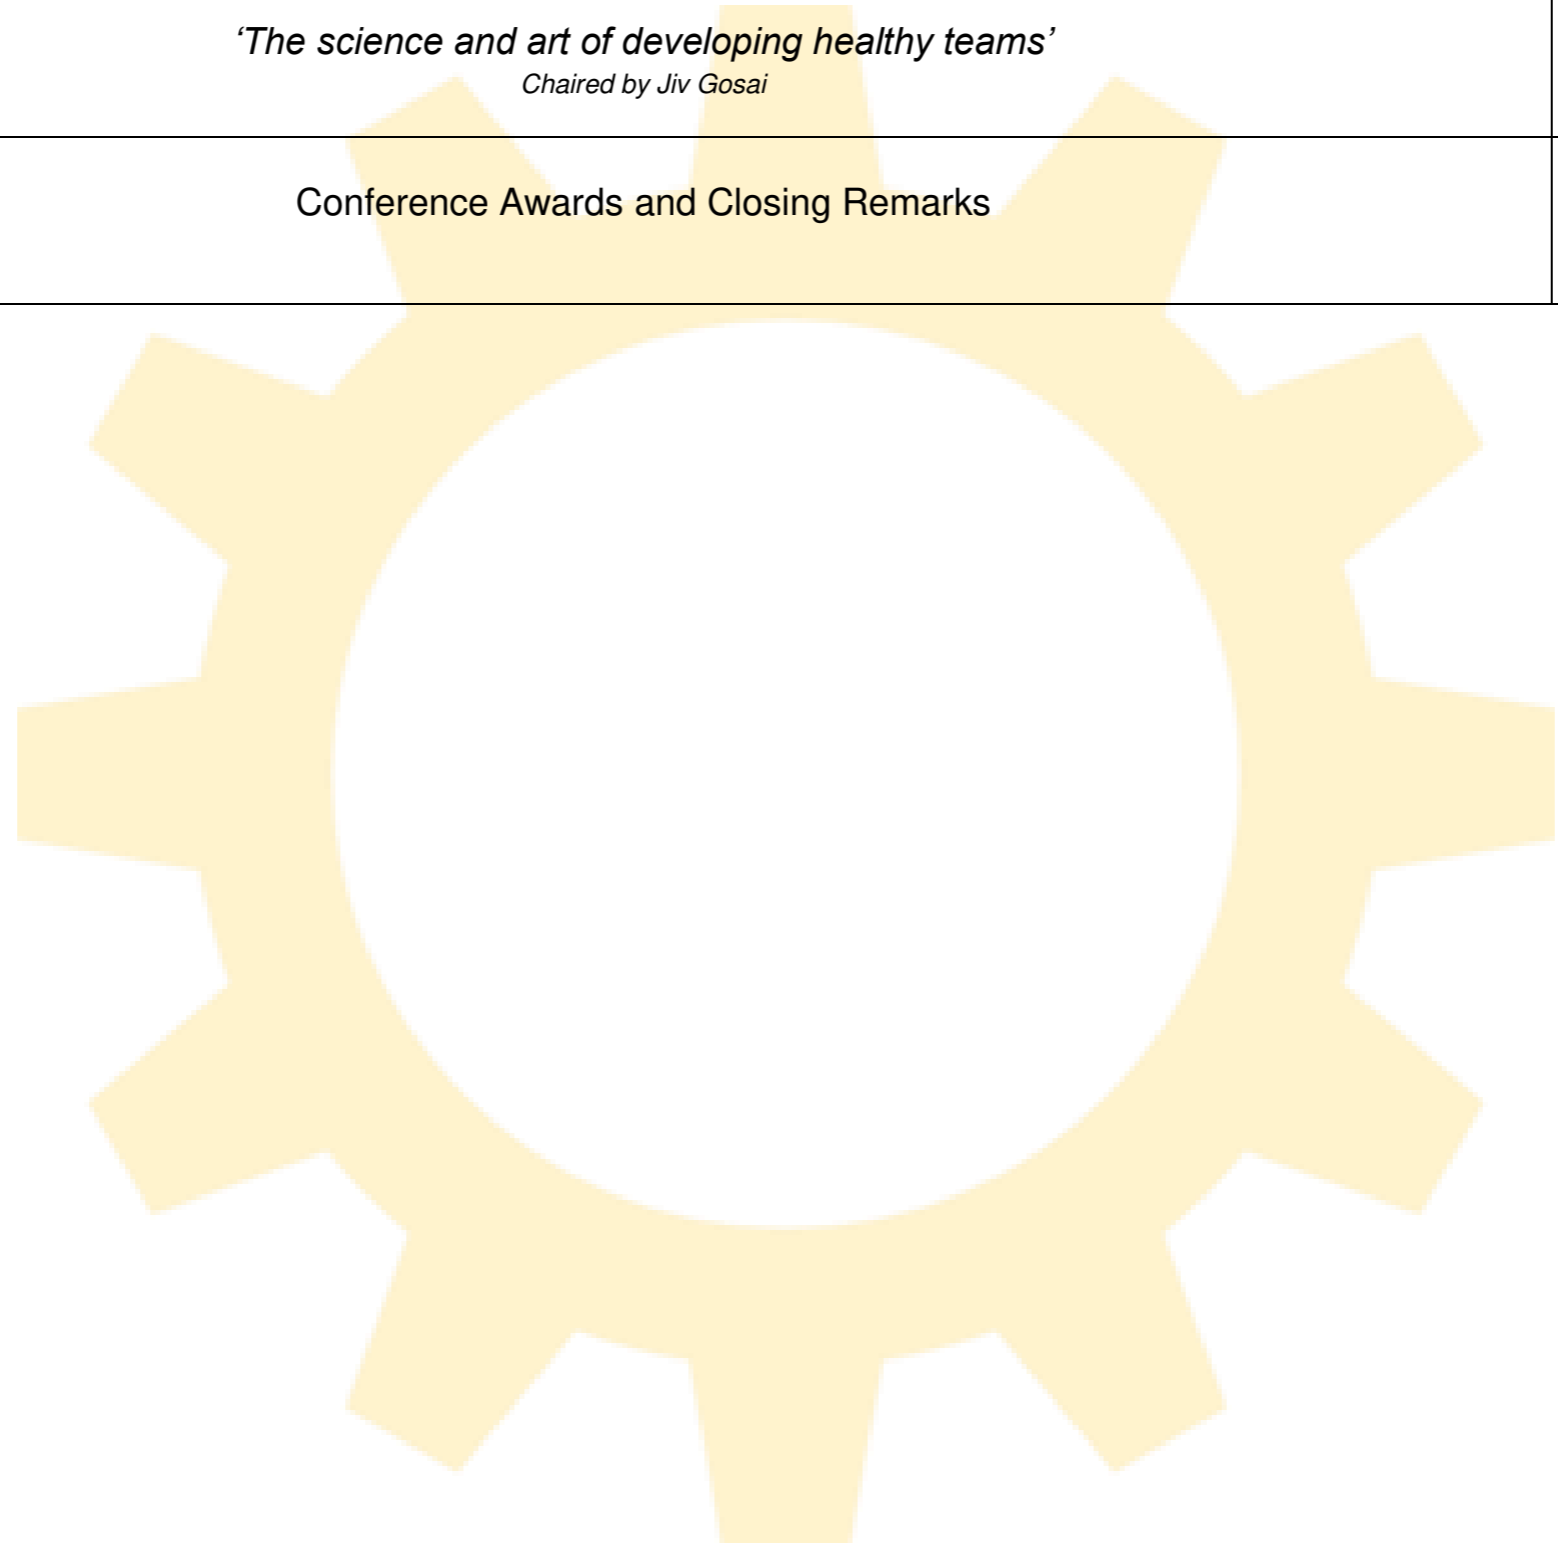 ‘The science and art of developing healthy teams’
Chaired by Jiv Gosai
Conference Awards and Closing Remarks